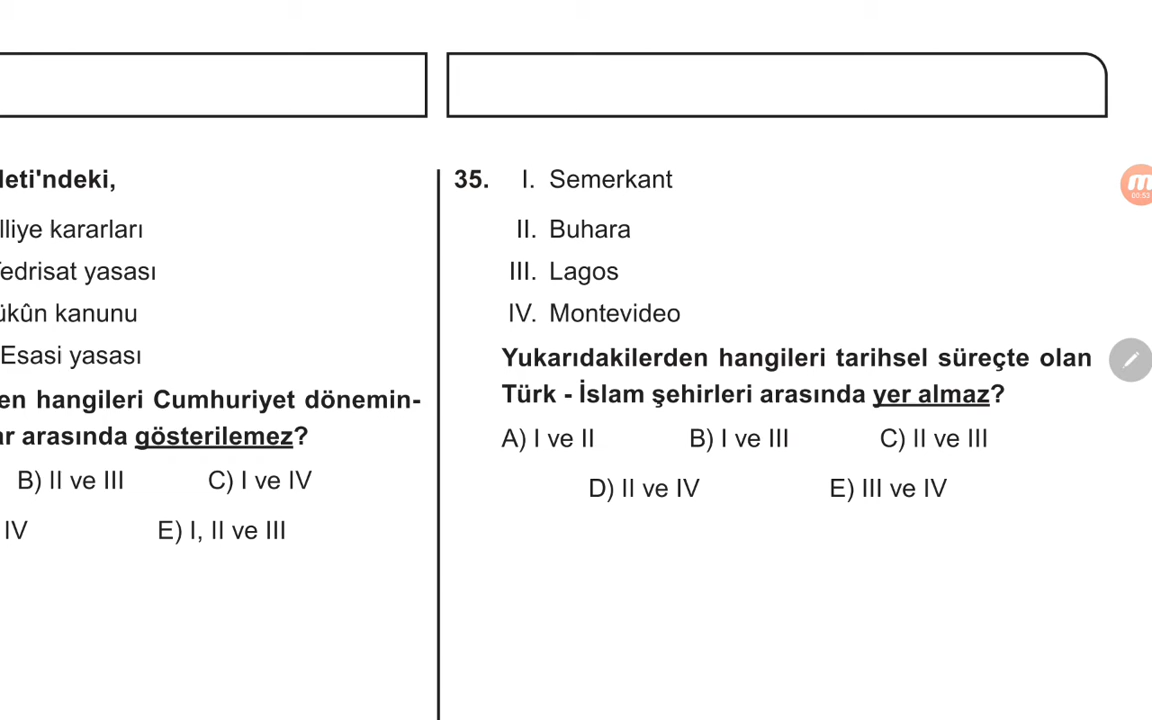 leti'ndeki,
lliye kararları
edrisat yasası
ükûn kanunu
Esasi yasası
en hangileri Cumhuriyet dönemin-
ar arasında gösterilemez?
B) II ve III C) I ve IV
IV E) I, II ve III
35. I. Semerkant
II. Buhara
III. Lagos
IV. Montevideo
Yukarıdakilerden hangileri tarihsel süreçte olan
Türk - İslam şehirleri arasında yer almaz?
A) I ve II B) I ve III C) II ve III
D) II ve IV E) III ve IV
00:53